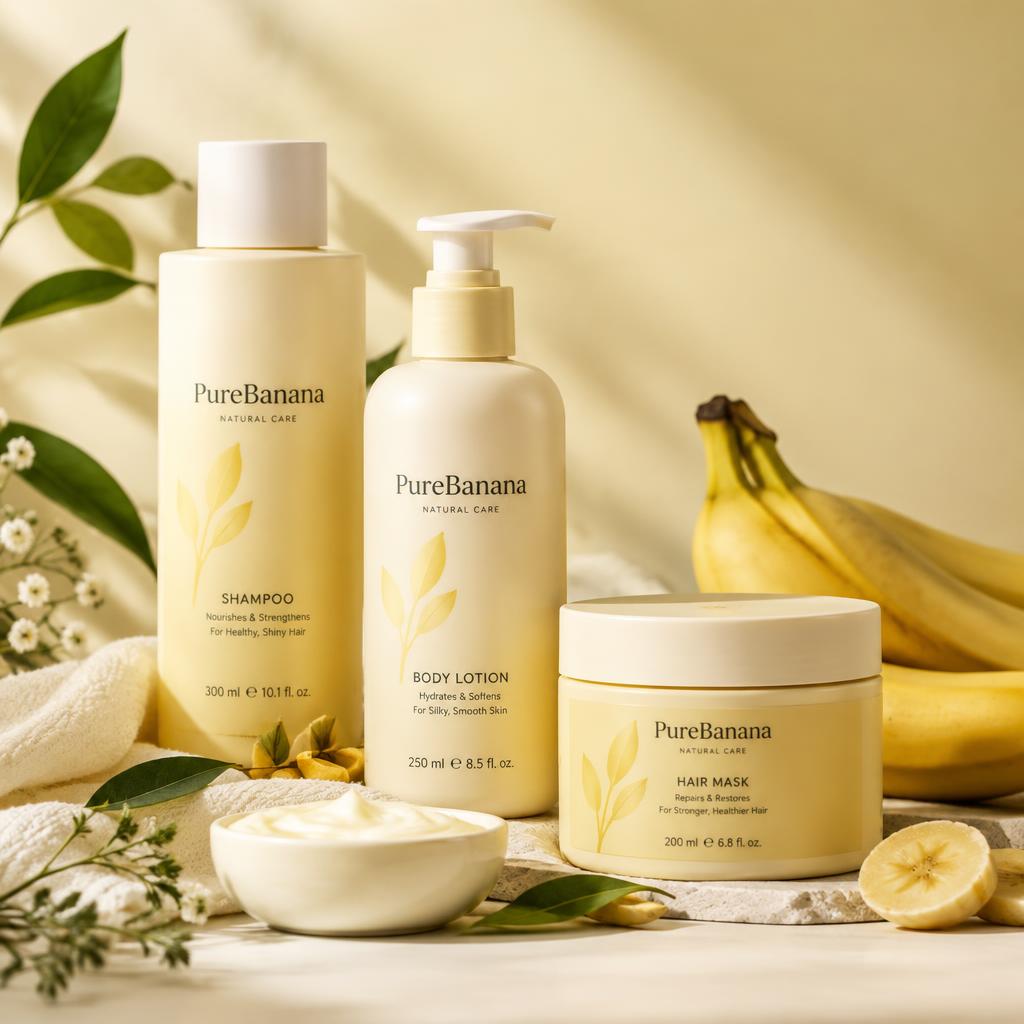 PureBanana
NATURAL CARE
SHAMPOO
Nourishes & Strengthens
For Healthy, Shiny Hair
300 ml ℮ 10.1 fl. oz.
PureBanana
NATURAL CARE
BODY LOTION
Hydrates & Softens
For Silky, Smooth Skin
250 ml ℮ 8.5 fl. oz.
PureBanana
NATURAL CARE
HAIR MASK
Repairs & Restores
For Stronger, Healthier Hair
200 ml ℮ 6.8 fl. oz.